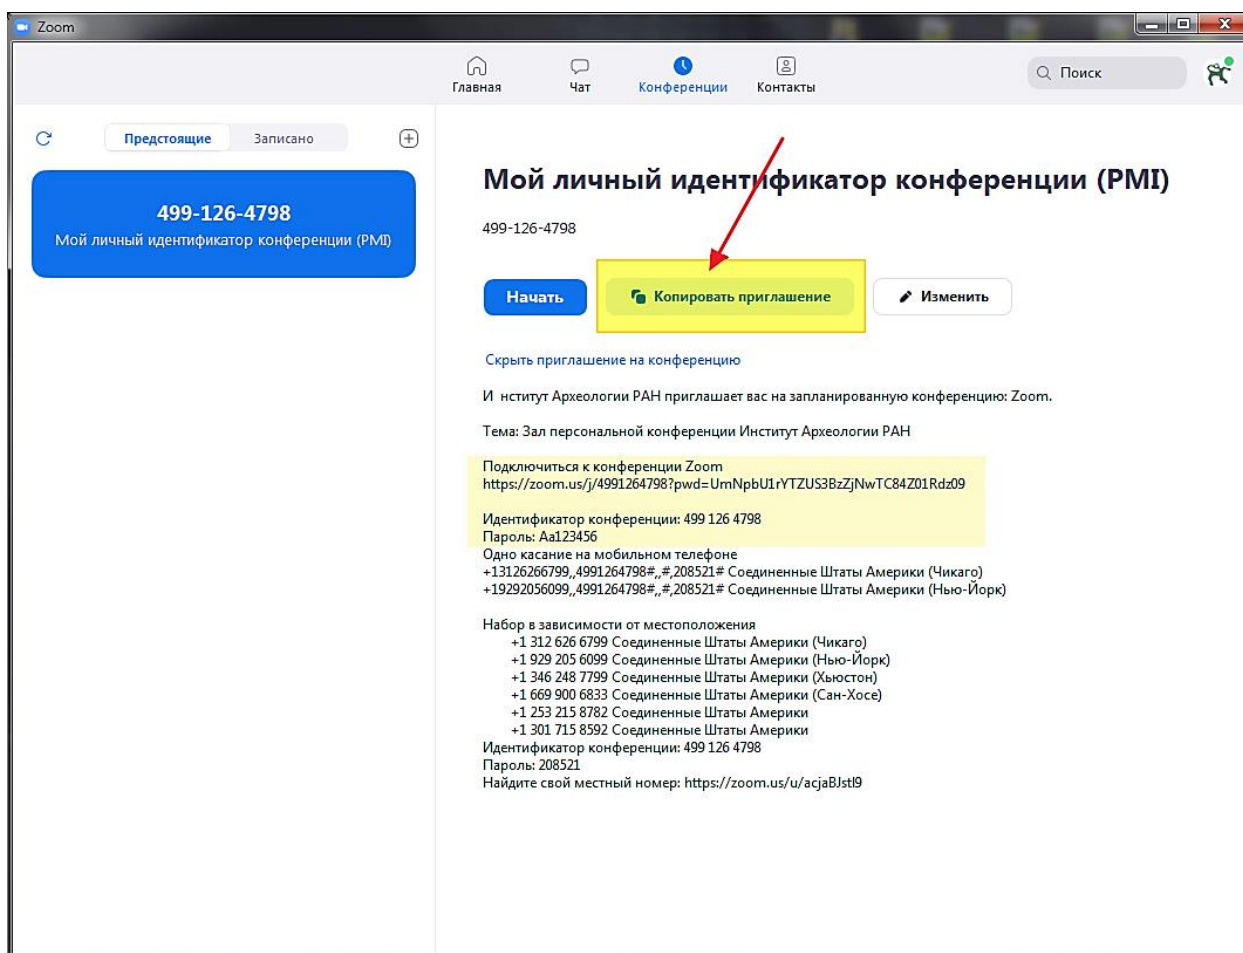 Zoom
Главная
Чат
Конференции
Контакты
Поиск
Предстоящие
Записано
499-126-4798
Мой личный идентификатор конференции (PMI)
Мой личный идентификатор конференции (PMI)
499-126-4798
Начать
Копировать приглашение
Изменить
Скрыть приглашение на конференцию
И нститут Археологии РАН приглашает вас на запланированную конференцию: Zoom.
Тема: Зал персональной конференции Институт Археологии РАН
Подключиться к конференции Zoom
https://zoom.us/j/4991264798?pwd=UmNpbU1rYTZUS3BzZjNwTC84Z01Rdz09
Идентификатор конференции: 499 126 4798
Пароль: Aa123456
Одно касание на мобильном телефоне
+13126266799,,4991264798#,,#,208521# Соединенные Штаты Америки (Чикаго)
+19292056099,,4991264798#,,#,208521# Соединенные Штаты Америки (Нью-Йорк)
Набор в зависимости от местоположения
+1 312 626 6799 Соединенные Штаты Америки (Чикаго)
+1 929 205 6099 Соединенные Штаты Америки (Нью-Йорк)
+1 346 248 7799 Соединенные Штаты Америки (Хьюстон)
+1 669 900 6833 Соединенные Штаты Америки (Сан-Хосе)
+1 253 215 8782 Соединенные Штаты Америки
+1 301 715 8592 Соединенные Штаты Америки
Идентификатор конференции: 499 126 4798
Пароль: 208521
Найдите свой местный номер: https://zoom.us/u/acjaBJstl9